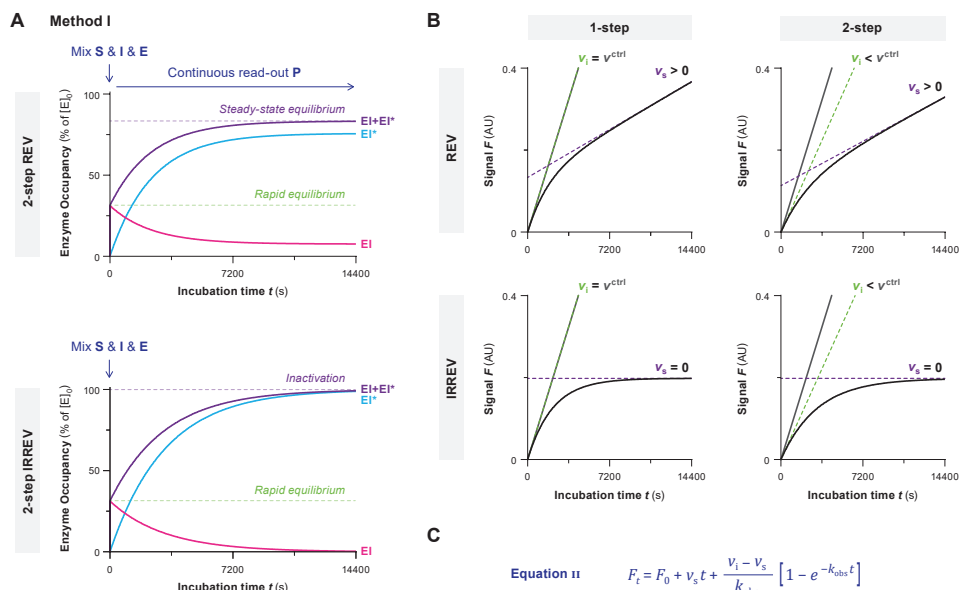 A
Method I
Mix S & I & E
Continuous read-out P
2-step REV
Enzyme Occupancy (% of [E]0)
100
50
0
Steady-state equilibrium
EI+EI*
EI*
Rapid equilibrium
EI
0
7200
14400
Incubation time t (s)
Mix S & I & E
2-step IRREV
Enzyme Occupancy (% of [E]0)
100
50
0
Inactivation
EI+EI*
EI*
Rapid equilibrium
EI
0
7200
14400
Incubation time t (s)
B
1-step
2-step
REV
Signal F (AU)
0.4
0
vi = vctrl
vs > 0
0
7200
14400
Signal F (AU)
0.4
0
vi < vctrl
vs > 0
0
7200
14400
IRREV
Signal F (AU)
0.4
0
vi = vctrl
vs = 0
0
7200
14400
Incubation time t (s)
Signal F (AU)
0.4
0
vi < vctrl
vs = 0
0
7200
14400
Incubation time t (s)
C
Equation II
Ft = F0 + vs t + (vi − vs) / k [1 − e^−kobs t]